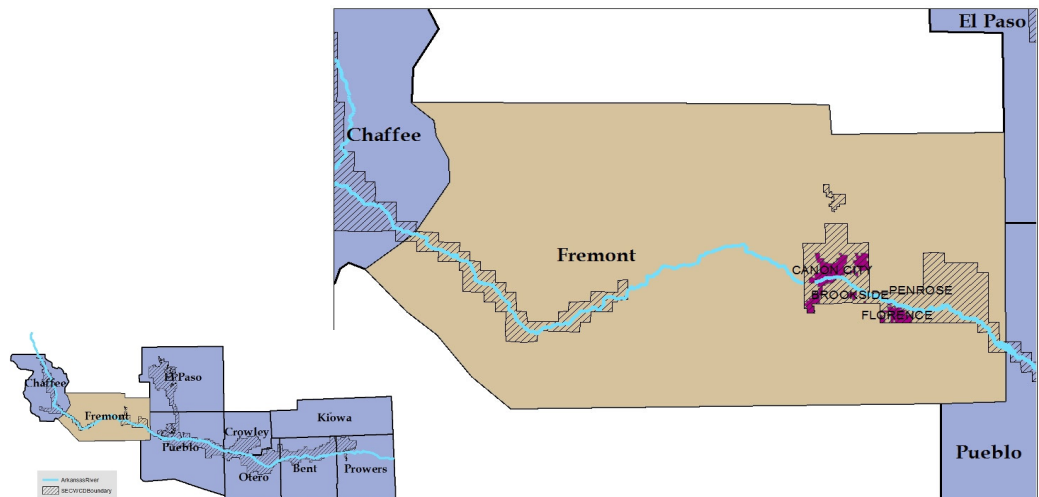 El Paso
Chaffee
Fremont
CANON CITY
BROOKSIDE
PENROSE
FLORENCE
Pueblo
Chaffee
El Paso
Fremont
Kiowa
Crowley
Pueblo
Otero
Bent
Prowers
ArkansasRiver
SECWCDBoundary